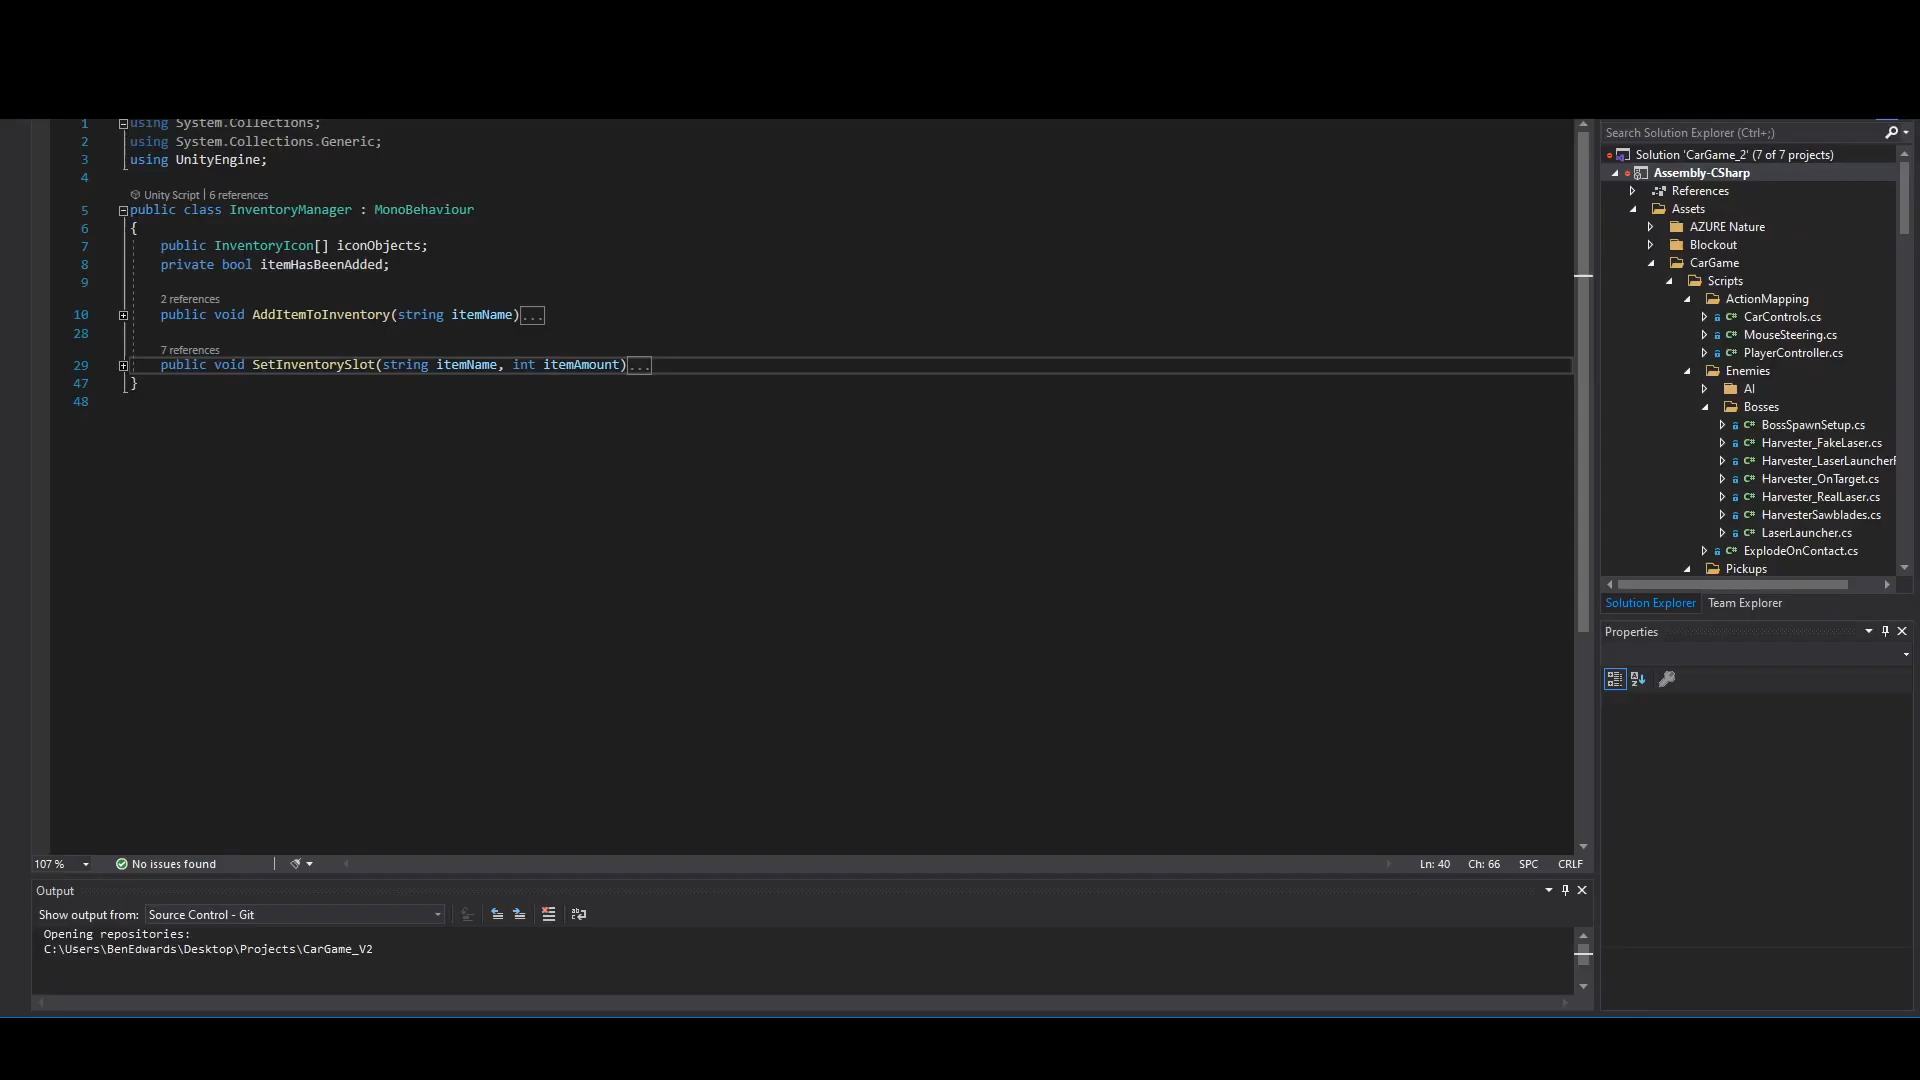 1 using System.Collections;
2 using System.Collections.Generic;
3 using UnityEngine;
4
Unity Script | 6 references
5 public class InventoryManager : MonoBehaviour
6 {
7 public InventoryIcon[] iconObjects;
8 private bool itemHasBeenAdded;
9
2 references
10 public void AddItemToInventory(string itemName)...
28
7 references
29 public void SetInventorySlot(string itemName, int itemAmount)...
47 }
48
107 %
No issues found
Ln: 40 Ch: 66 SPC CRLF
Output
Show output from: Source Control - Git
Opening repositories:
C:\Users\BenEdwards\Desktop\Projects\CarGame_V2
Search Solution Explorer (Ctrl+;)
Solution 'CarGame_2' (7 of 7 projects)
Assembly-CSharp
References
Assets
AZURE Nature
Blockout
CarGame
Scripts
ActionMapping
C# CarControls.cs
C# MouseSteering.cs
C# PlayerController.cs
Enemies
AI
Bosses
C# BossSpawnSetup.cs
C# Harvester_FakeLaser.cs
C# Harvester_LaserLauncher
C# Harvester_OnTarget.cs
C# Harvester_RealLaser.cs
C# HarvesterSawblades.cs
C# LaserLauncher.cs
C# ExplodeOnContact.cs
Pickups
Solution Explorer Team Explorer
Properties